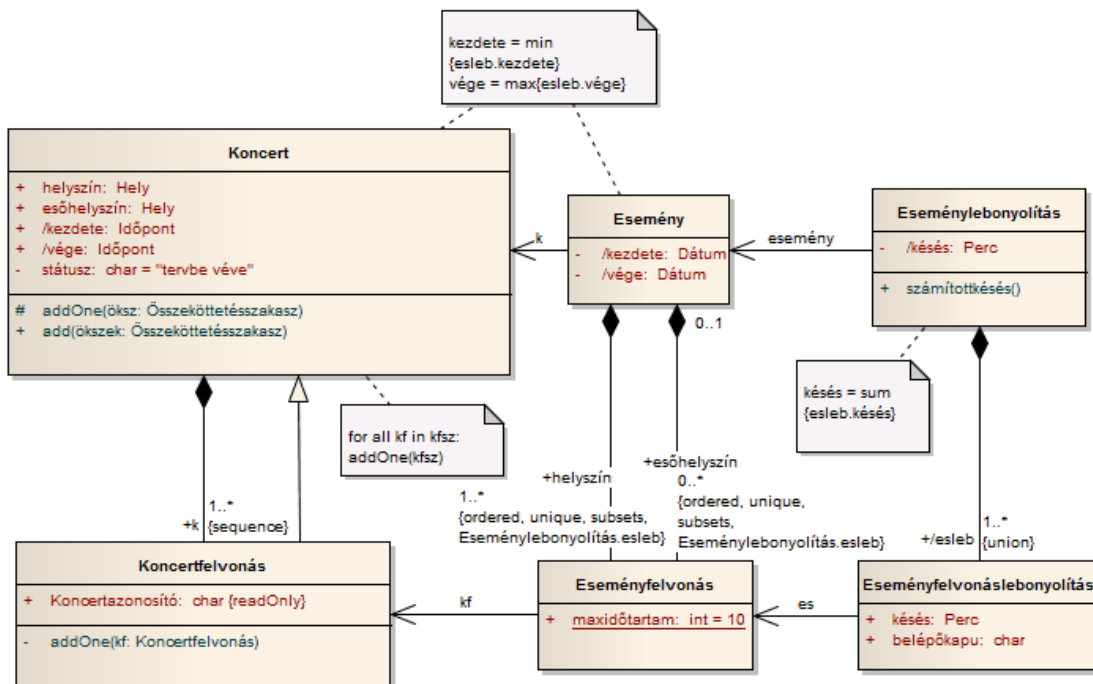 kezdete = min
{esleb.kezdete}
vége = max{esleb.vége}
Koncert
+ helyszín: Hely
+ esőhelyszín: Hely
+ /kezdete: Időpont
+ /vége: Időpont
- státusz: char = "tervbe véve"
# addOne(öksz: Összeköttetésszakasz)
+ add(ökszek: Összeköttetésszakasz)
k
Esemény
- /kezdete: Dátum
- /vége: Dátum
esemény
Eseménylebonyolítás
- /késés: Perc
+ számítottkésés()
0..1
késés = sum
{esleb.késés}
for all kf in kfsz:
addOne(kfsz)
+helyszín
1..*
{ordered, unique, subsets,
Eseménylebonyolítás.esleb}
+esőhelyszín
0..*
{ordered, unique,
subsets,
Eseménylebonyolítás.esleb}
1..*
+k {sequence}
1..*
+/esleb {union}
Koncertfelvonás
+ Koncertazonosító: char {readOnly}
- addOne(kf: Koncertfelvonás)
kf
Eseményfelvonás
+ maxidőtartam: int = 10
es
Eseményfelvonáslebonyolítás
+ késés: Perc
+ belépőkapu: char